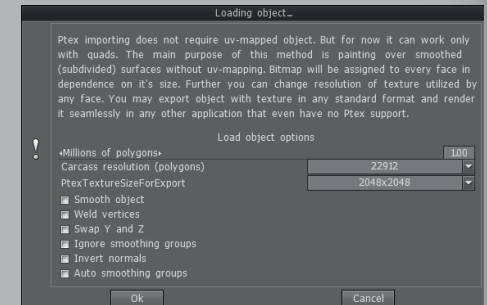 Loading object...
Ptex importing does not require uv-mapped object. But for now it can work only
with quads. The main purpose of this method is painting over smoothed
(subdivided) surfaces without uv-mapping. Bitmap will be assigned to every face in
dependence on it's size. Further you can change resolution of texture utilized by
any face. You may export object with texture in any standard format and render
it seamlessly in any other application that even have no Ptex support.
Load object options
Millions of polygons 1.00
Carcass resolution (polygons) 22912
PtexTextureSizeForExport 2048x2048
Smooth object
Weld vertices
Swap Y and Z
Ignore smoothing groups
Invert normals
Auto smoothing groups
Ok Cancel